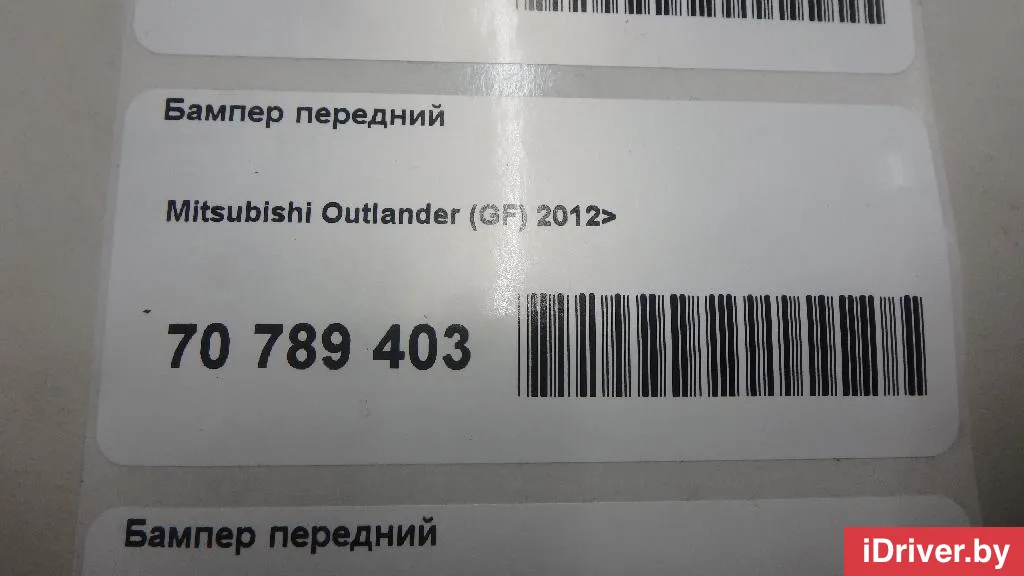 Бампер передний
Mitsubishi Outlander (GF) 2012>
70 789 403
Бампер передний
iDriver.by